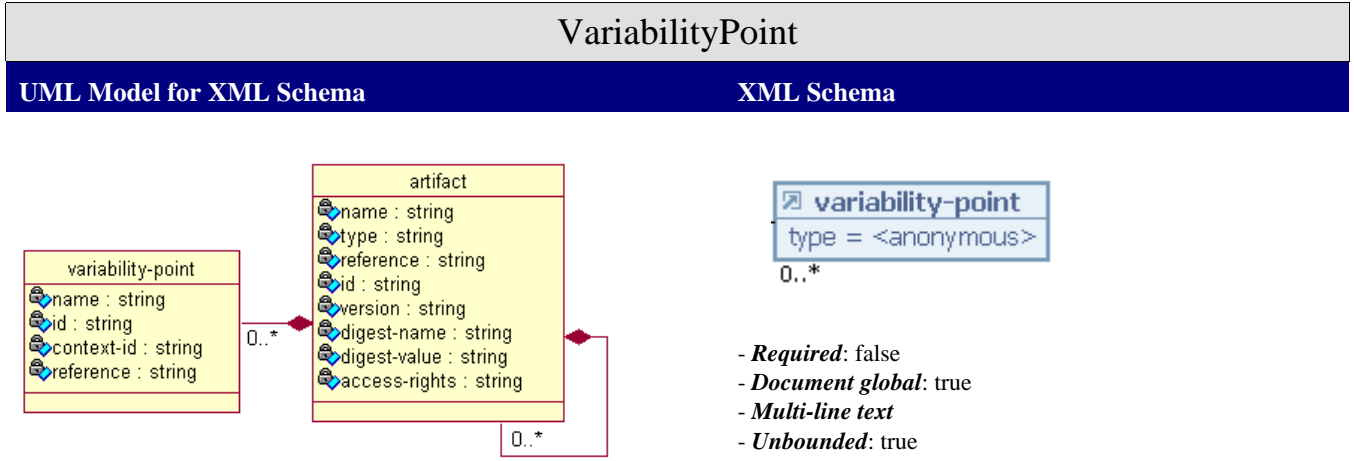 VariabilityPoint
UML Model for XML Schema
XML Schema
variability-point
name : string
id : string
context-id : string
reference : string
0..*
artifact
name : string
type : string
reference : string
id : string
version : string
digest-name : string
digest-value : string
access-rights : string
0..*
variability-point
type = <anonymous>
0..*
- Required: false
- Document global: true
- Multi-line text
- Unbounded: true